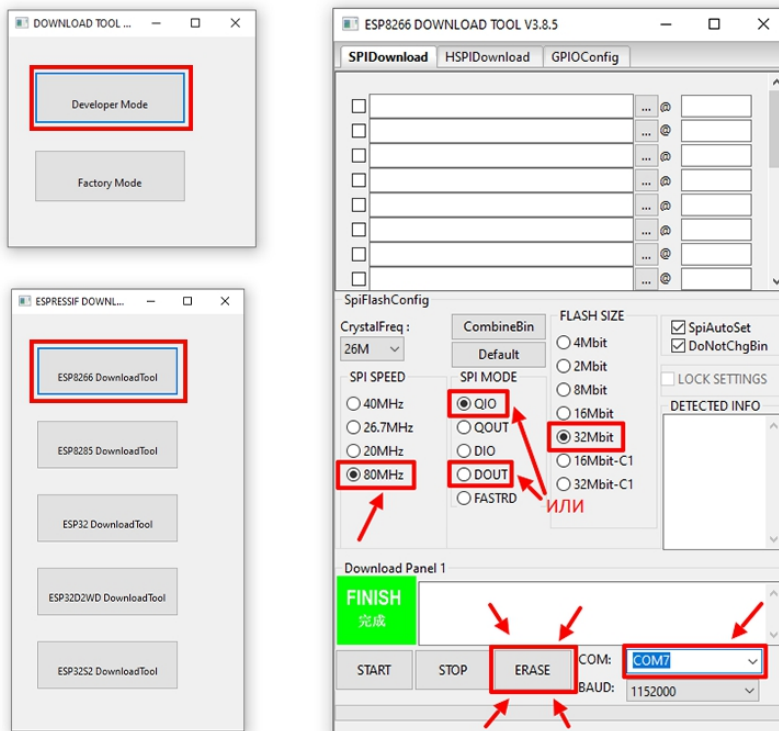 DOWNLOAD TOOL ...
Developer Mode
Factory Mode
ESPRESSIF DOWNL...
ESP8266 DownloadTool
ESP8285 DownloadTool
ESP32 DownloadTool
ESP32D2WD DownloadTool
ESP32S2 DownloadTool
ESP8266 DOWNLOAD TOOL V3.8.5
SPIDownload HSPIDownload GPIOConfig
... @
... @
... @
... @
... @
... @
... @
... @
SpiFlashConfig
CrystalFreq :
26M
CombineBin
Default
SPI SPEED
40MHz
26.7MHz
20MHz
80MHz
SPI MODE
QIO
QOUT
DIO
DOUT
FASTRD
ИЛИ
FLASH SIZE
4Mbit
2Mbit
8Mbit
16Mbit
32Mbit
16Mbit-C1
32Mbit-C1
SpiAutoSet
DoNotChgBin
LOCK SETTINGS
DETECTED INFO
Download Panel 1
FINISH
完成
START STOP ERASE
COM: COM7
BAUD: 1152000